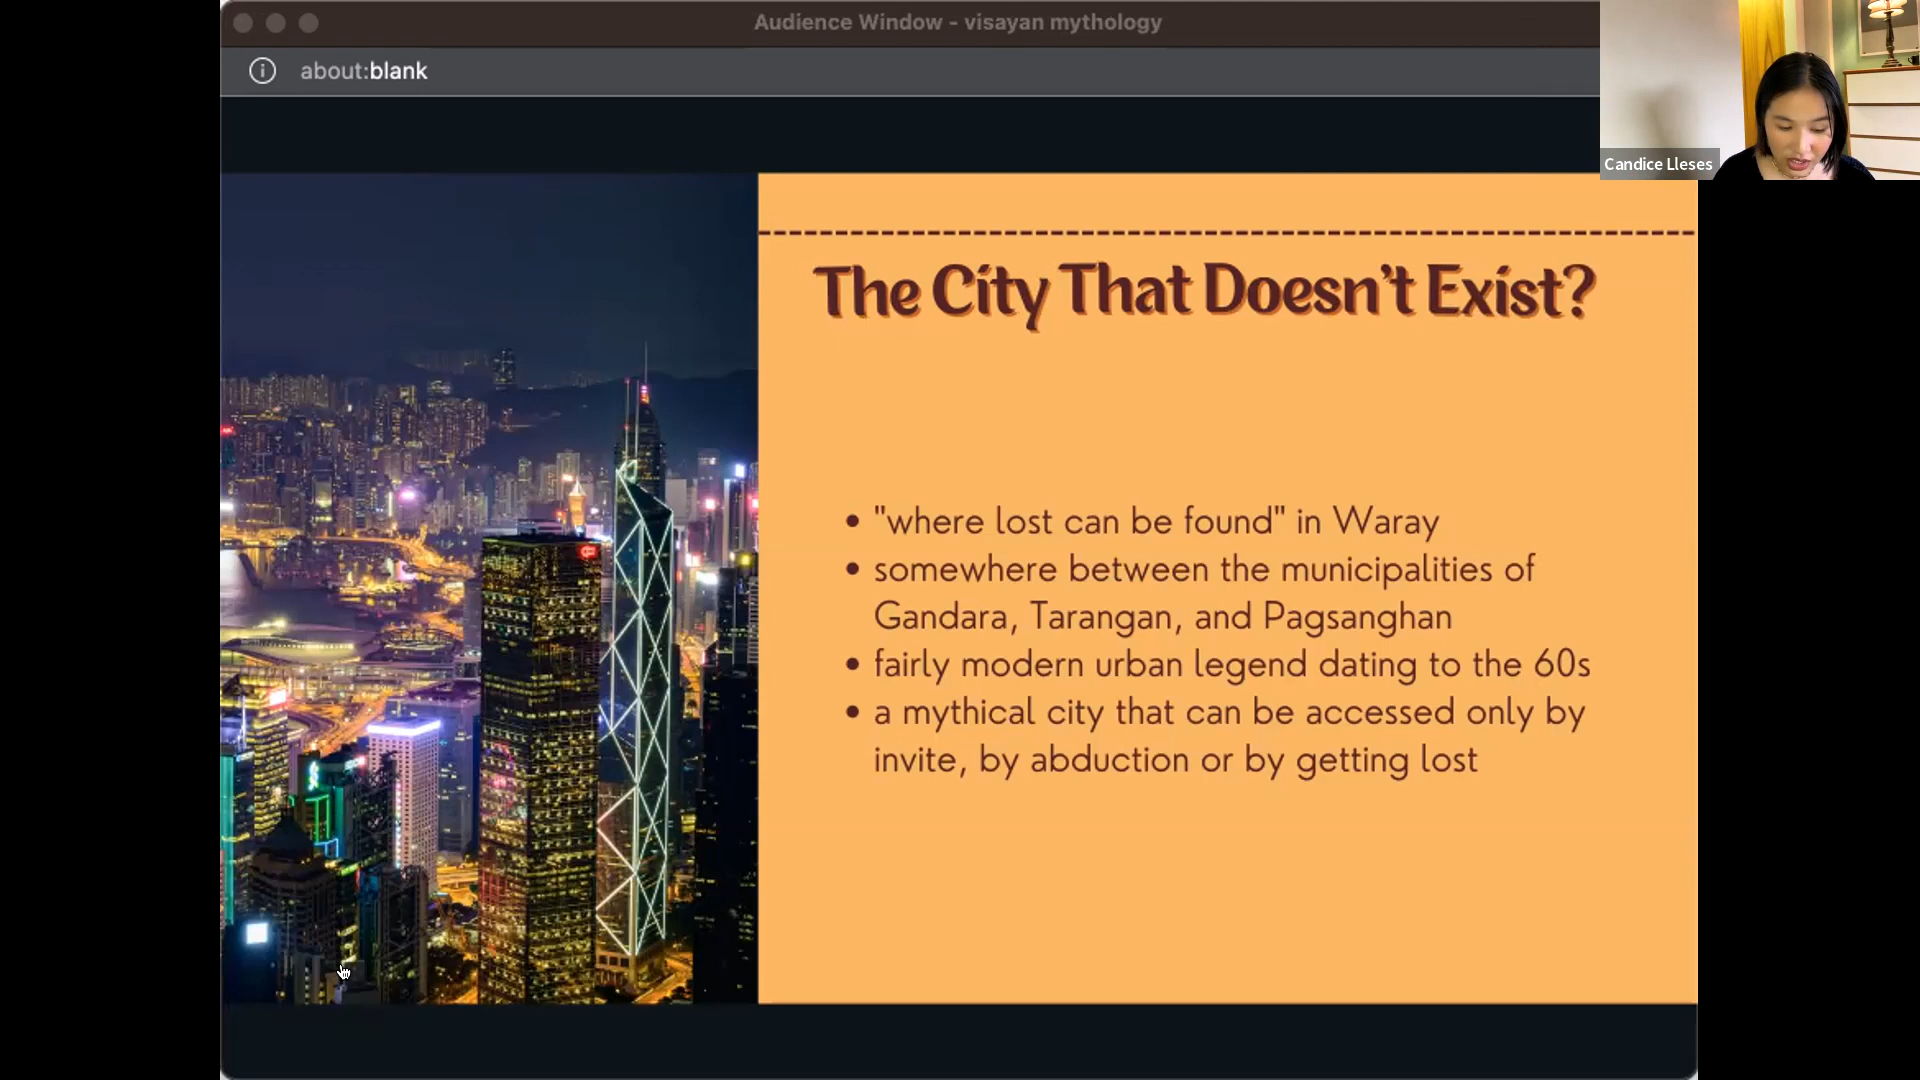 Audience Window - visayan mythology
about:blank
Candice Lleses
The City That Doesn't Exist?
• "where lost can be found" in Waray
• somewhere between the municipalities of
Gandara, Tarangan, and Pagsanghan
• fairly modern urban legend dating to the 60s
• a mythical city that can be accessed only by
invite, by abduction or by getting lost